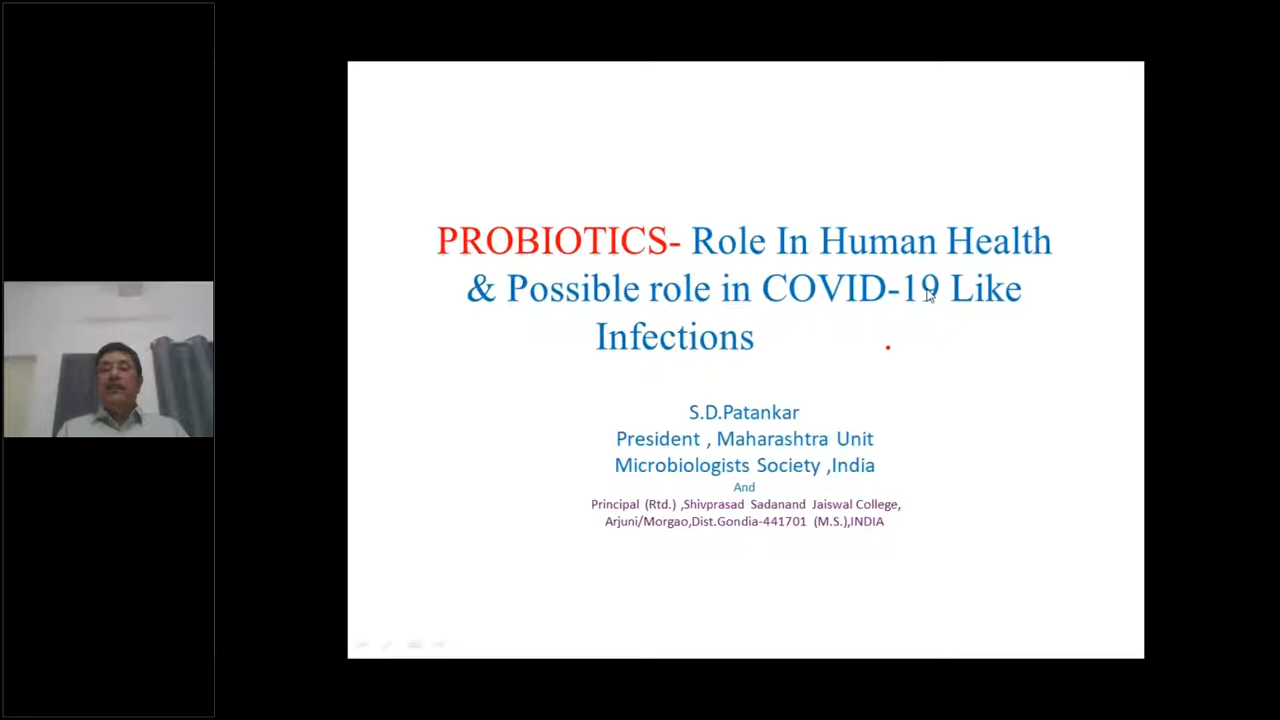 PROBIOTICS- Role In Human Health
& Possible role in COVID-19 Like
Infections .
S.D.Patankar
President , Maharashtra Unit
Microbiologists Society ,India
And
Principal (Rtd.) ,Shivprasad Sadanand Jaiswal College,
Arjuni/Morgao,Dist.Gondia-441701 (M.S.),INDIA